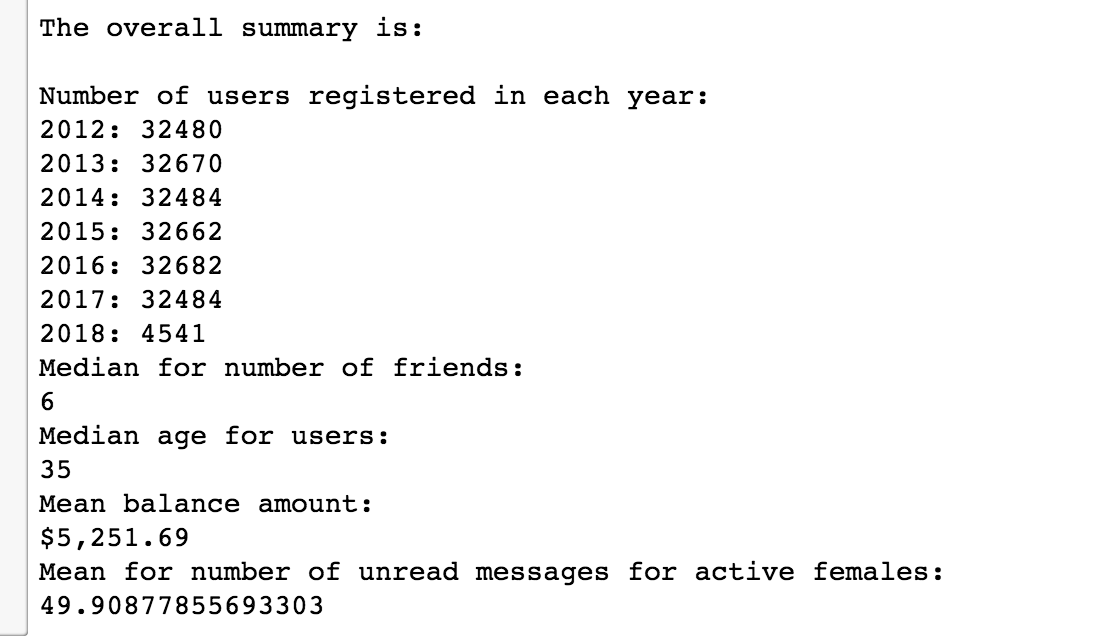 The overall summary is:
Number of users registered in each year:
2012: 32480
2013: 32670
2014: 32484
2015: 32662
2016: 32682
2017: 32484
2018: 4541
Median for number of friends:
6
Median age for users:
35
Mean balance amount:
$5,251.69
Mean for number of unread messages for active females:
49.90877855693303